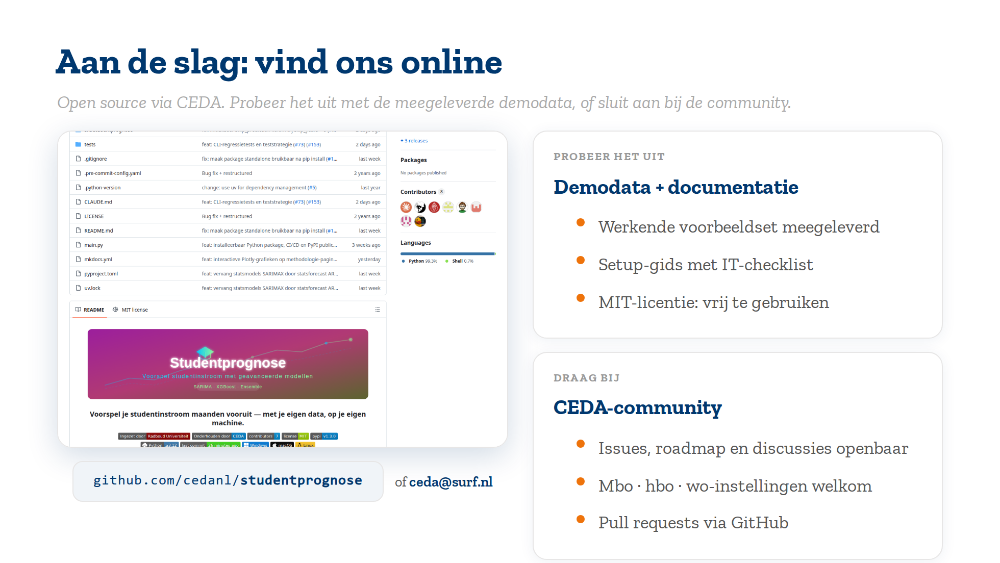 Aan de slag: vind ons online
Open source via CEDA. Probeer het uit met de meegeleverde demodata, of sluit aan bij de community.
tests feat: CLI-regressietests en teststrategie (#73) (#153) 2 days ago
.gitignore fix: maak package standalone bruikbaar na pip install (#1... last week
.pre-commit-config.yaml Bug fix + restructured 2 years ago
.python-version change: use uv for dependency management (#5) last year
CLAUDE.md feat: CLI-regressietests en teststrategie (#73) (#153) 2 days ago
LICENSE Bug fix + restructured 2 years ago
README.md fix: maak package standalone bruikbaar na pip install (#1... last week
main.py feat: installeerbaar Python package, CI/CD en PyPI public... 3 weeks ago
mkdocs.yml feat: interactieve Plotly-grafieken op methodologie-pagin... yesterday
pyproject.toml feat: vervang statsmodels SARIMAX door statsforecast AR... last week
uv.lock feat: vervang statsmodels SARIMAX door statsforecast AR... last week
README MIT license
Studentprognose
Voorspel studentinstroom met geavanceerde modellen
SARIMA · XGBoost · Ensemble
Voorspel je studentinstroom maanden vooruit — met je eigen data, op je eigen
machine.
Ingezet door Radboud Universiteit Onderhouden door CEDA contributors 7 license MIT pypi v1.3.0
Python ≥3.12 last commit 26 minutes ago Windows macOS Linux
+ 3 releases
Packages
No packages published
Contributors 8
Languages
Python 99.3% Shell 0.7%
github.com/cedanl/studentprognose of ceda@surf.nl
PROBEER HET UIT
Demodata + documentatie
Werkende voorbeeldset meegeleverd
Setup-gids met IT-checklist
MIT-licentie: vrij te gebruiken
DRAAG BIJ
CEDA-community
Issues, roadmap en discussies openbaar
Mbo · hbo · wo-instellingen welkom
Pull requests via GitHub